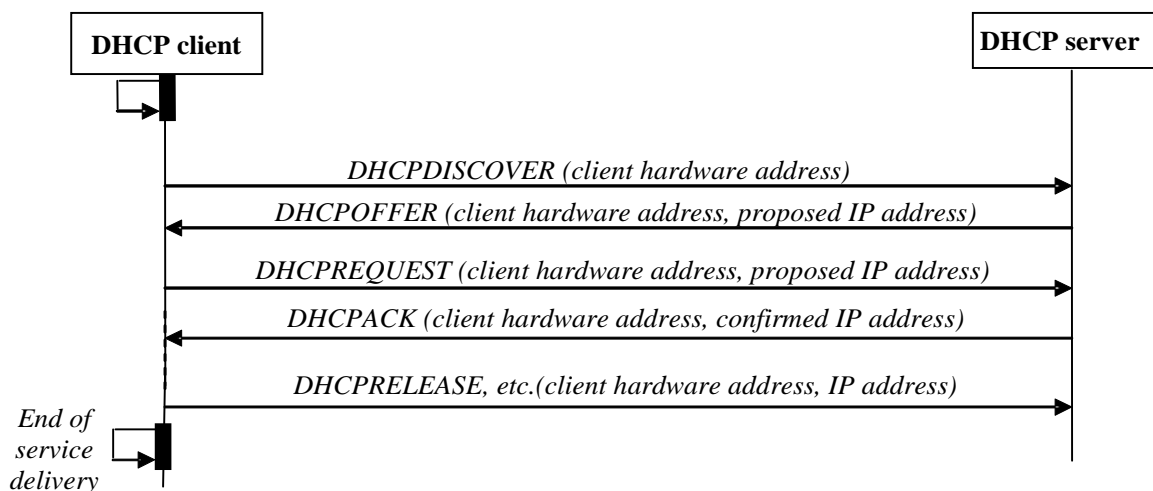 DHCP client
DHCP server
DHCPDISCOVER (client hardware address)
DHCPOFFER (client hardware address, proposed IP address)
DHCPREQUEST (client hardware address, proposed IP address)
DHCPACK (client hardware address, confirmed IP address)
DHCPRELEASE, etc.(client hardware address, IP address)
End of
service
delivery